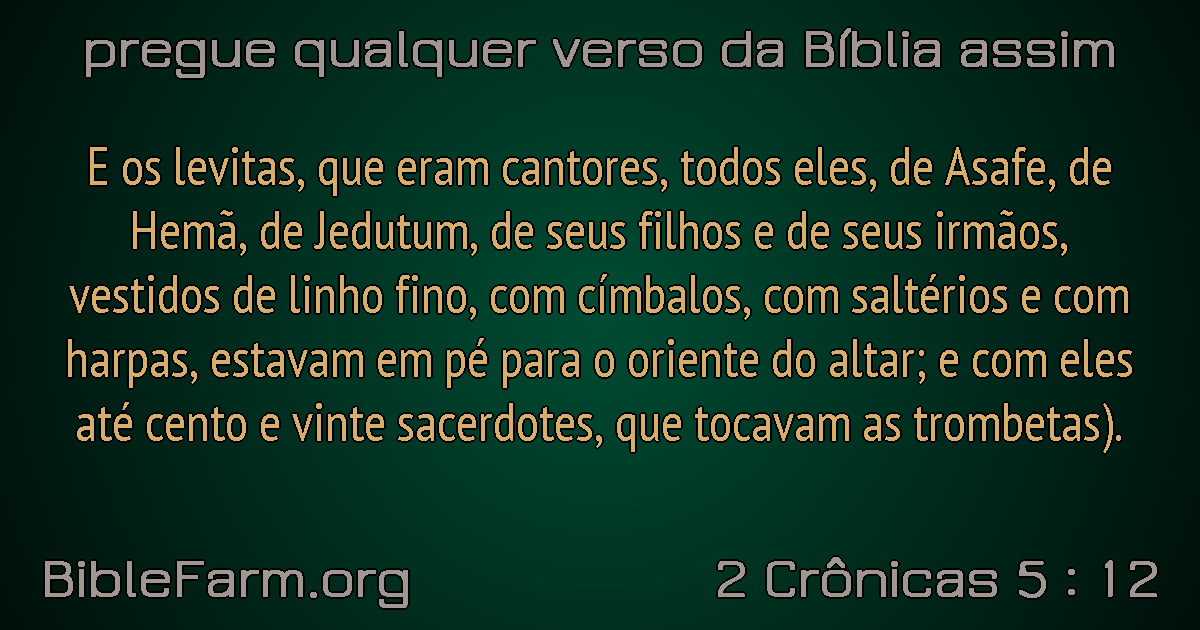 pregue qualquer verso da Bíblia assim
E os levitas, que eram cantores, todos eles, de Asafe, de
Hemã, de Jedutum, de seus filhos e de seus irmãos,
vestidos de linho fino, com címbalos, com saltérios e com
harpas, estavam em pé para o oriente do altar; e com eles
até cento e vinte sacerdotes, que tocavam as trombetas).
BibleFarm.org
2 Crônicas 5 : 12